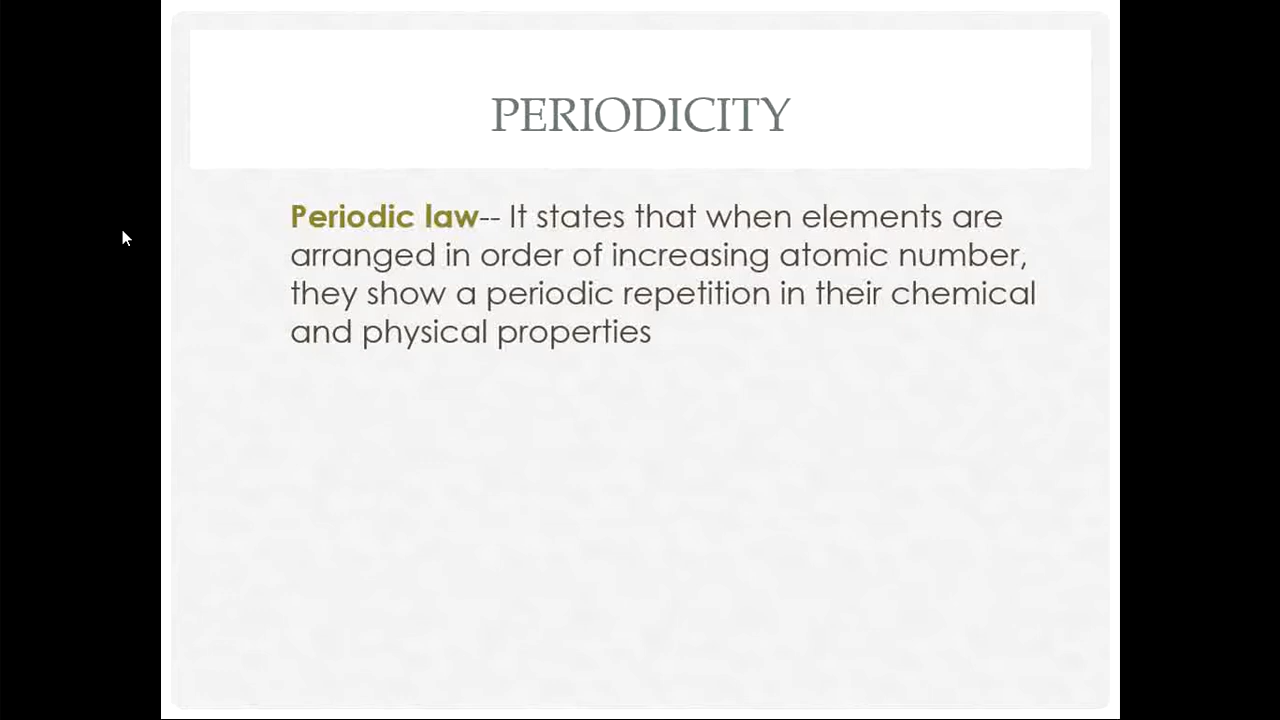 PERIODICITY
Periodic law-- It states that when elements are
arranged in order of increasing atomic number,
they show a periodic repetition in their chemical
and physical properties